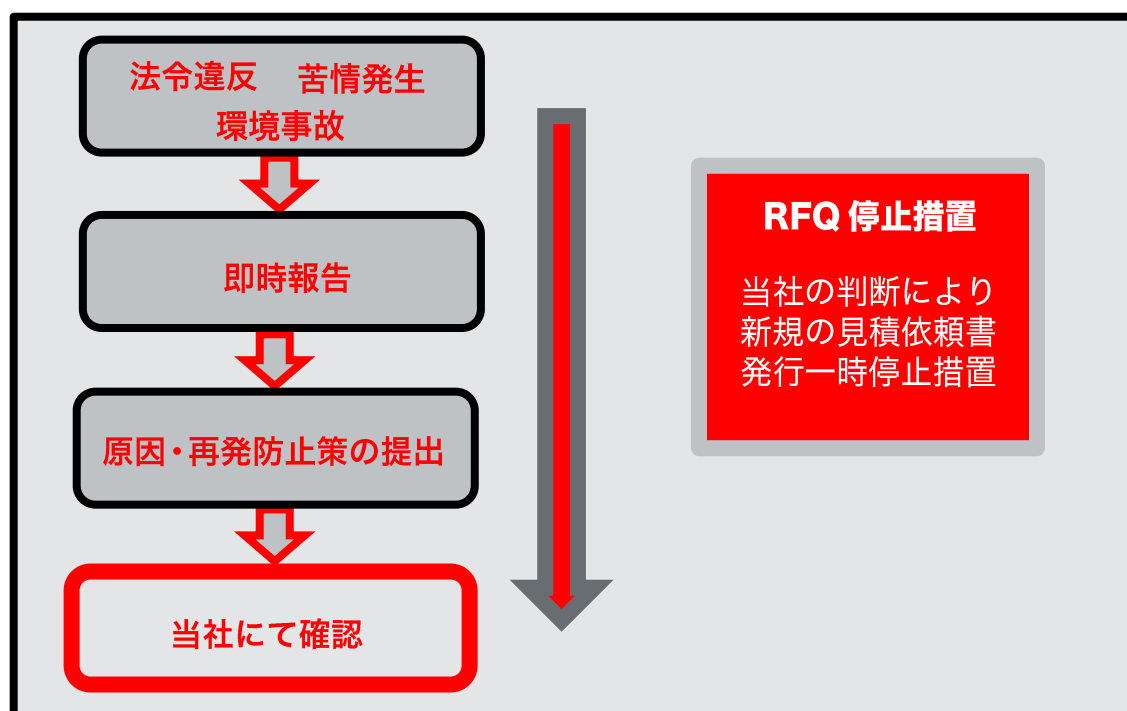 法令違反 苦情発生
環境事故
即時報告
原因・再発防止策の提出
当社にて確認
RFQ 停止措置
当社の判断により
新規の見積依頼書
発行一時停止措置